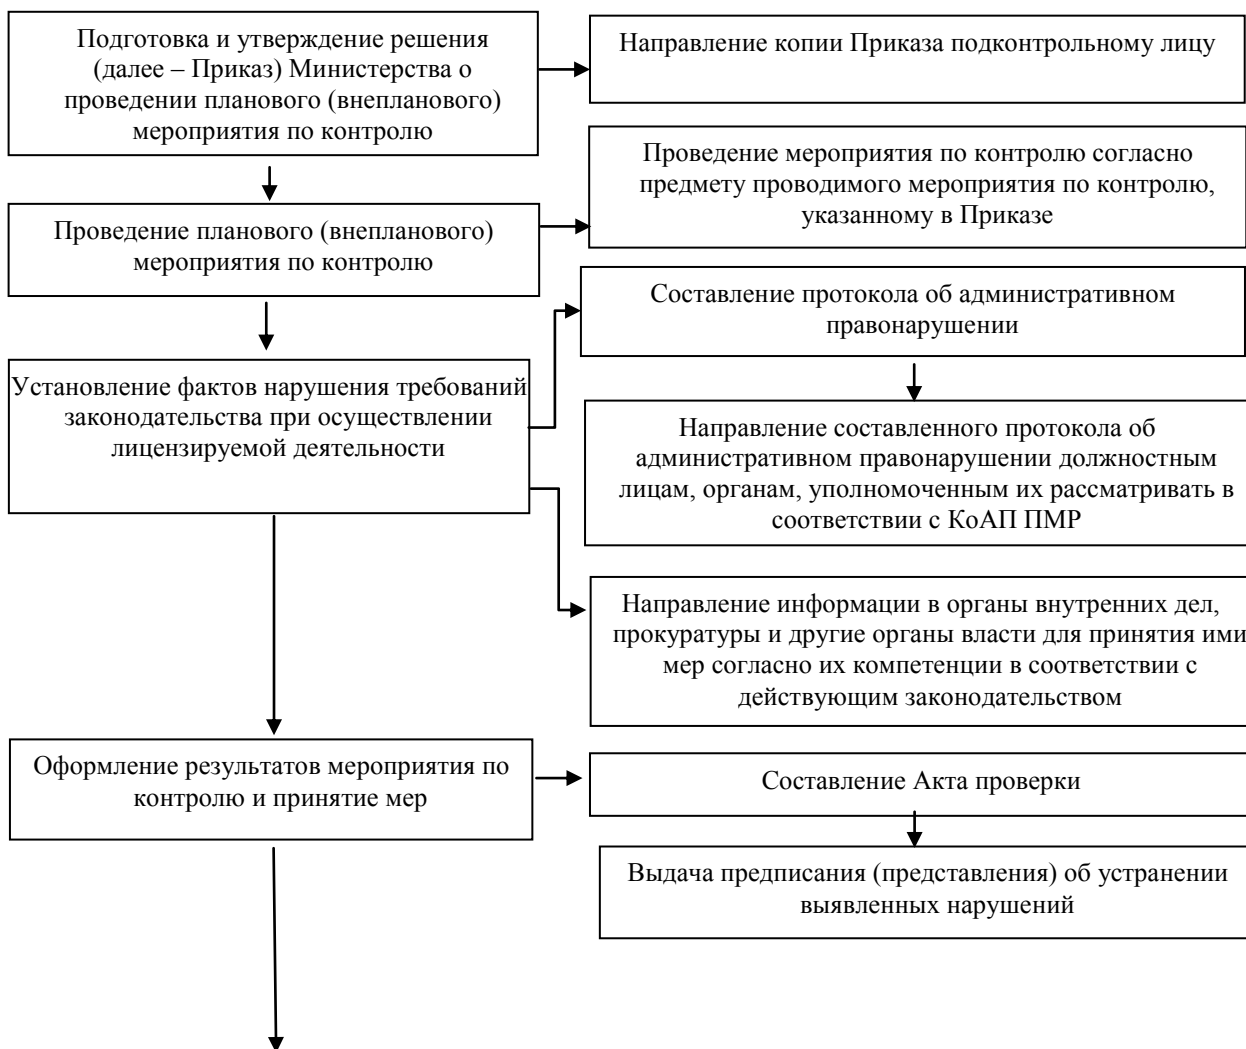 Подготовка и утверждение решения
(далее – Приказ) Министерства о
проведении планового (внепланового)
мероприятия по контролю
Направление копии Приказа подконтрольному лицу
Проведение мероприятия по контролю согласно
предмету проводимого мероприятия по контролю,
указанному в Приказе
Проведение планового (внепланового)
мероприятия по контролю
Составление протокола об административном
правонарушении
Установление фактов нарушения требований
законодательства при осуществлении
лицензируемой деятельности
Направление составленного протокола об
административном правонарушении должностным
лицам, органам, уполномоченным их рассматривать в
соответствии с КоАП ПМР
Направление информации в органы внутренних дел,
прокуратуры и другие органы власти для принятия ими
мер согласно их компетенции в соответствии с
действующим законодательством
Оформление результатов мероприятия по
контролю и принятие мер
Составление Акта проверки
Выдача предписания (представления) об устранении
выявленных нарушений